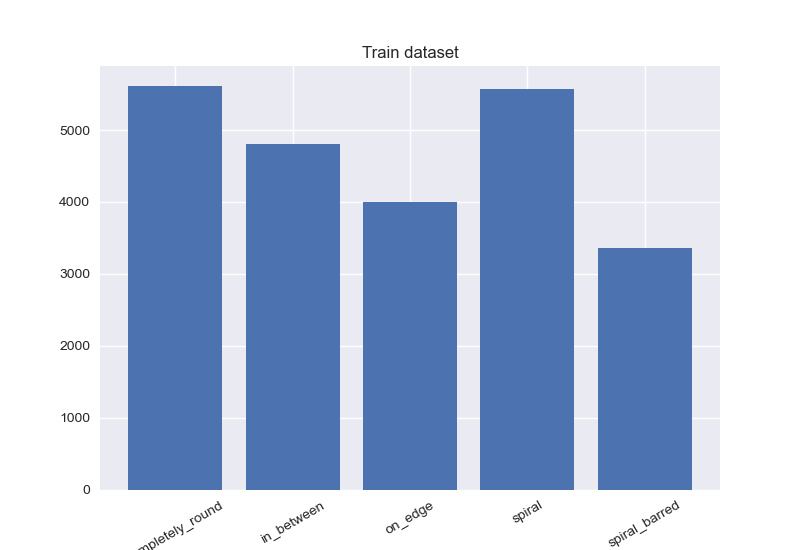 Train dataset
5000
4000
3000
2000
1000
0
mpletely_round
in_between
on_edge
spiral
spiral_barred